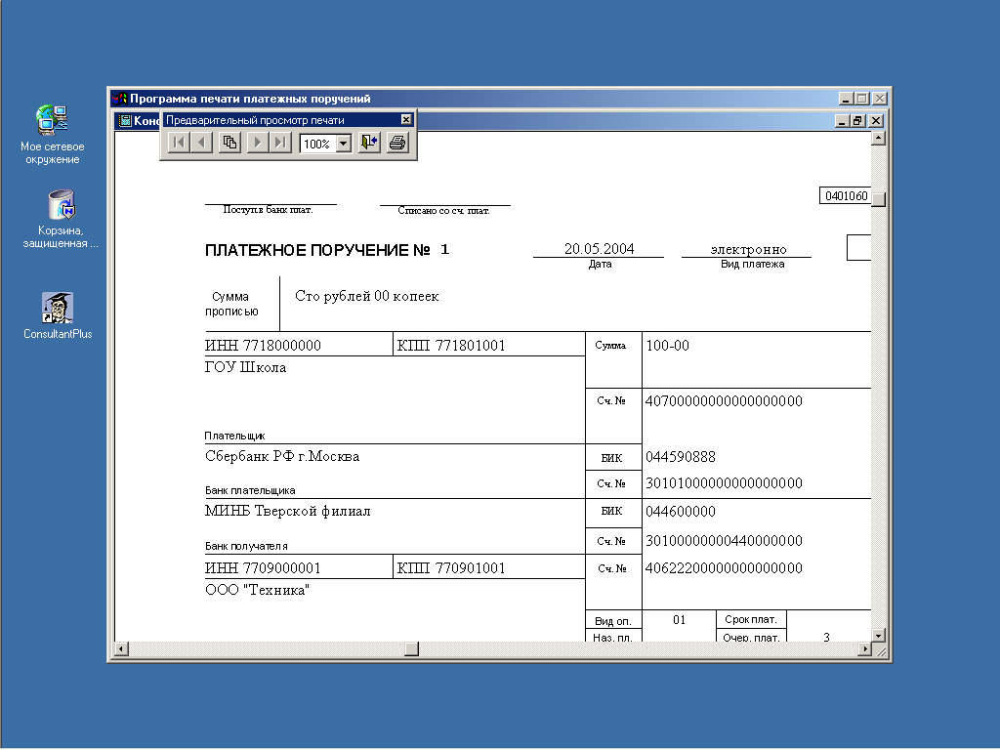 Мое сетевое
окружение
Корзина,
защищенная ...
ConsultantPlus
Программа печати платежных поручений
Предварительный просмотр печати
100%
0401060
Поступ.в банк плат.
Списано со сч. плат.
ПЛАТЕЖНОЕ ПОРУЧЕНИЕ № 1
20.05.2004
электронно
Дата
Вид платежа
Сумма
прописью
Сто рублей 00 копеек
ИНН 7718000000
КПП 771801001
Сумма
100-00
ГОУ Школа
Сч. №
40700000000000000000
Плательщик
Сбербанк РФ г.Москва
БИК
044590888
Сч. №
30101000000000000000
Банк плательщика
МИНБ Тверской филиал
БИК
044600000
Сч. №
30100000000440000000
Банк получателя
ИНН 7709000001
КПП 770901001
Сч. №
40622200000000000000
ООО "Техника"
Вид оп.
01
Срок плат.
Наз. пл.
Очер. плат.
3